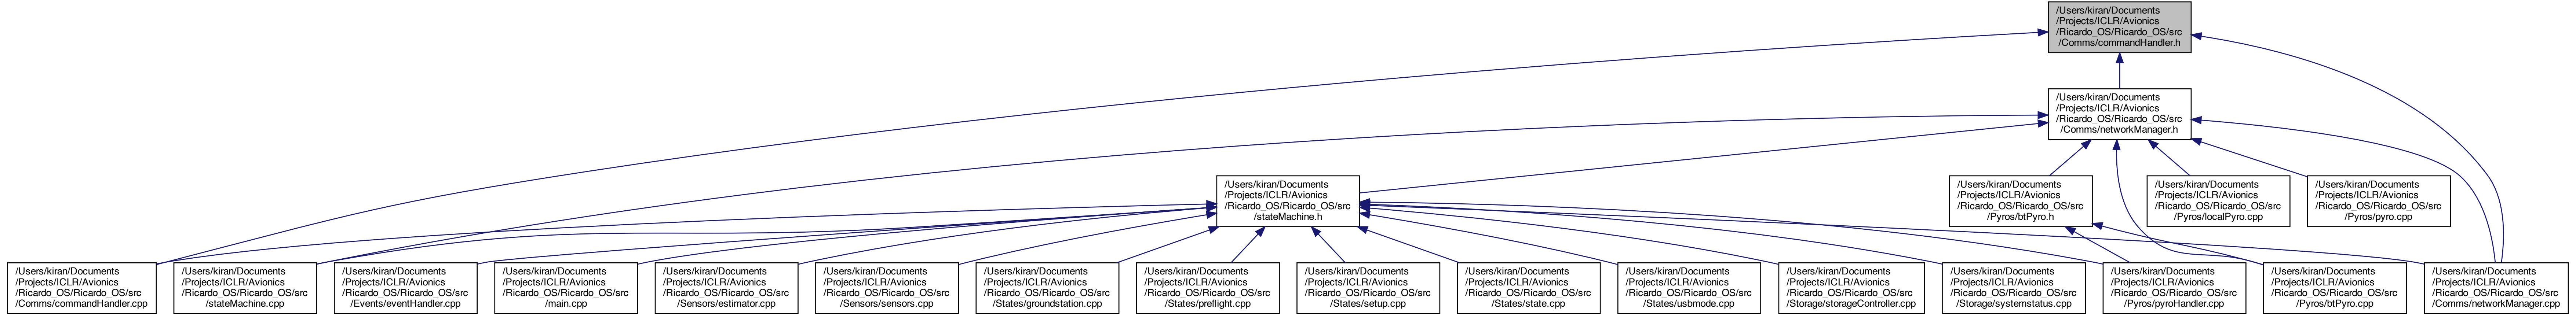 /Users/kiran/Documents
/Projects/ICLR/Avionics
/Ricardo_OS/Ricardo_OS/src
/Comms/commandHandler.h
/Users/kiran/Documents
/Projects/ICLR/Avionics
/Ricardo_OS/Ricardo_OS/src
/Comms/networkManager.h
/Users/kiran/Documents
/Projects/ICLR/Avionics
/Ricardo_OS/Ricardo_OS/src
/stateMachine.h
/Users/kiran/Documents
/Projects/ICLR/Avionics
/Ricardo_OS/Ricardo_OS/src
/Pyros/btPyro.h
/Users/kiran/Documents
/Projects/ICLR/Avionics
/Ricardo_OS/Ricardo_OS/src
/Pyros/localPyro.cpp
/Users/kiran/Documents
/Projects/ICLR/Avionics
/Ricardo_OS/Ricardo_OS/src
/Pyros/pyro.cpp
/Users/kiran/Documents
/Projects/ICLR/Avionics
/Ricardo_OS/Ricardo_OS/src
/Comms/commandHandler.cpp
/Users/kiran/Documents
/Projects/ICLR/Avionics
/Ricardo_OS/Ricardo_OS/src
/stateMachine.cpp
/Users/kiran/Documents
/Projects/ICLR/Avionics
/Ricardo_OS/Ricardo_OS/src
/Events/eventHandler.cpp
/Users/kiran/Documents
/Projects/ICLR/Avionics
/Ricardo_OS/Ricardo_OS/src
/main.cpp
/Users/kiran/Documents
/Projects/ICLR/Avionics
/Ricardo_OS/Ricardo_OS/src
/Sensors/estimator.cpp
/Users/kiran/Documents
/Projects/ICLR/Avionics
/Ricardo_OS/Ricardo_OS/src
/Sensors/sensors.cpp
/Users/kiran/Documents
/Projects/ICLR/Avionics
/Ricardo_OS/Ricardo_OS/src
/States/groundstation.cpp
/Users/kiran/Documents
/Projects/ICLR/Avionics
/Ricardo_OS/Ricardo_OS/src
/States/preflight.cpp
/Users/kiran/Documents
/Projects/ICLR/Avionics
/Ricardo_OS/Ricardo_OS/src
/States/setup.cpp
/Users/kiran/Documents
/Projects/ICLR/Avionics
/Ricardo_OS/Ricardo_OS/src
/States/state.cpp
/Users/kiran/Documents
/Projects/ICLR/Avionics
/Ricardo_OS/Ricardo_OS/src
/States/usbmode.cpp
/Users/kiran/Documents
/Projects/ICLR/Avionics
/Ricardo_OS/Ricardo_OS/src
/Storage/storageController.cpp
/Users/kiran/Documents
/Projects/ICLR/Avionics
/Ricardo_OS/Ricardo_OS/src
/Storage/systemstatus.cpp
/Users/kiran/Documents
/Projects/ICLR/Avionics
/Ricardo_OS/Ricardo_OS/src
/Pyros/pyroHandler.cpp
/Users/kiran/Documents
/Projects/ICLR/Avionics
/Ricardo_OS/Ricardo_OS/src
/Pyros/btPyro.cpp
/Users/kiran/Documents
/Projects/ICLR/Avionics
/Ricardo_OS/Ricardo_OS/src
/Comms/networkManager.cpp